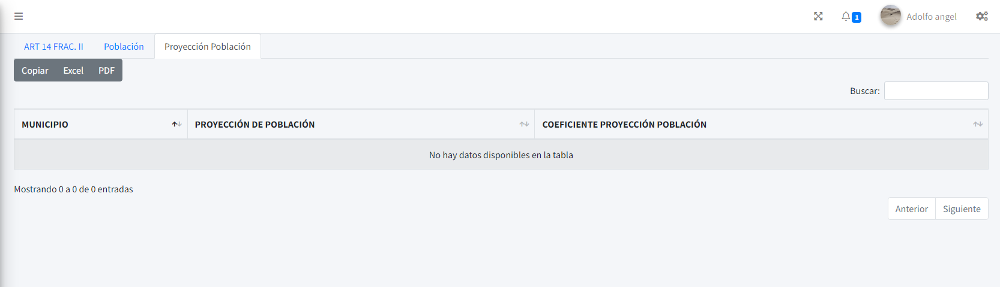 1 Adolfo angel
ART 14 FRAC. II Población Proyección Población
Copiar Excel PDF
Buscar:
MUNICIPIO PROYECCIÓN DE POBLACIÓN COEFICIENTE PROYECCIÓN POBLACIÓN
No hay datos disponibles en la tabla
Mostrando 0 a 0 de 0 entradas
Anterior Siguiente